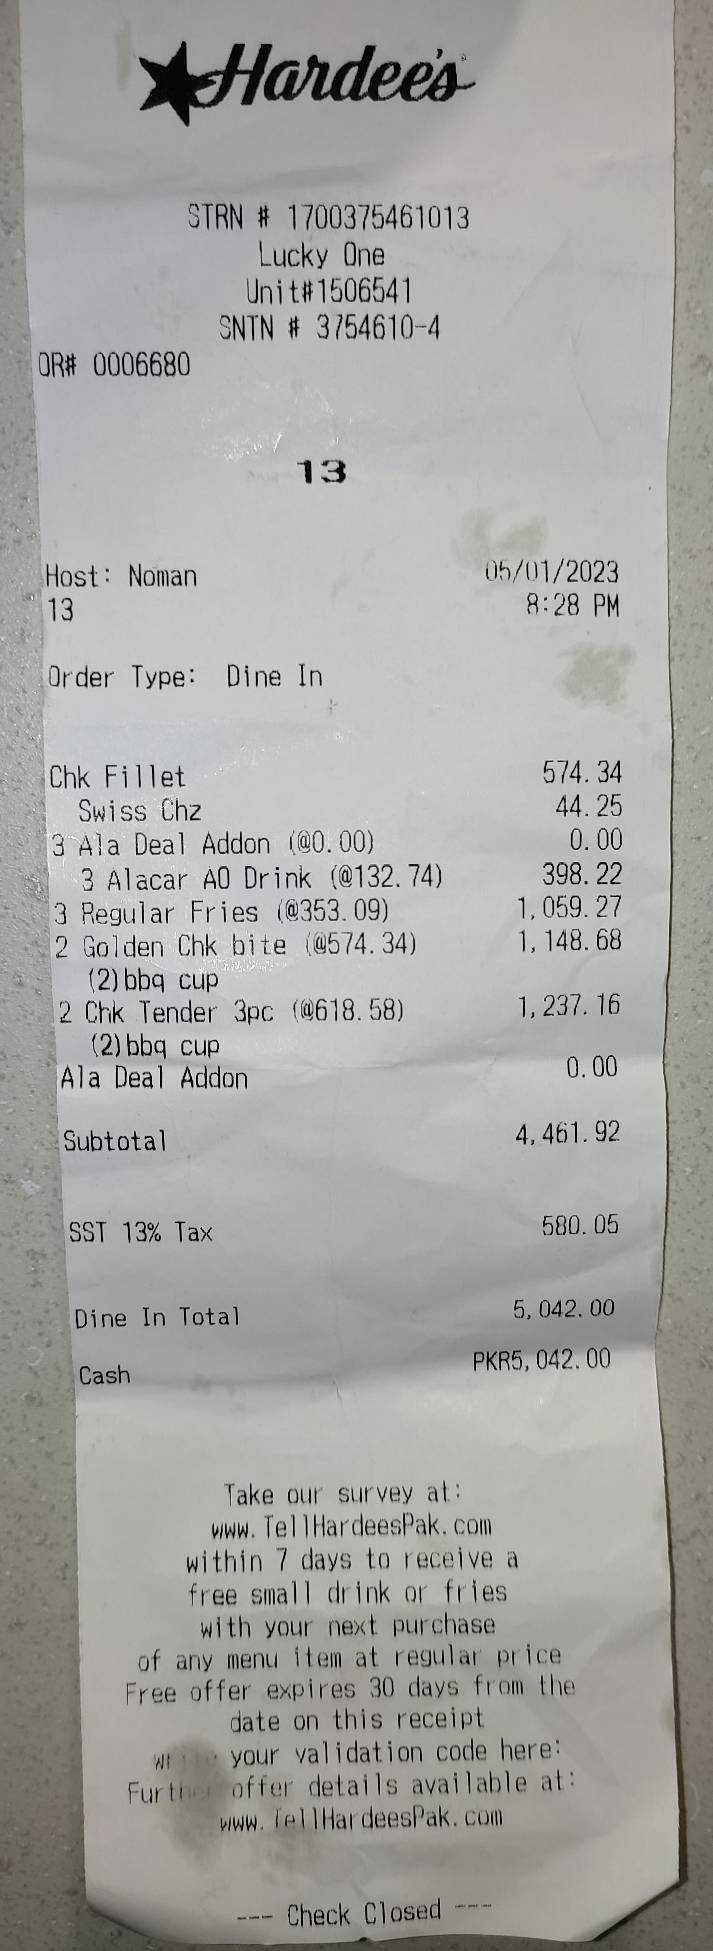 Hardee's
STRN # 1700375461013
Lucky One
Unit#1506541
SNTN # 3754610-4
OR# 0006680
13
Host: Noman 05/01/2023
13 8:28 PM
Order Type: Dine In
Chk Fillet 574.34
Swiss Chz 44.25
3 Ala Deal Addon (@0.00) 0.00
3 Alacar AO Drink (@132.74) 398.22
3 Regular Fries (@353.09) 1,059.27
2 Golden Chk bite (@574.34) 1,148.68
(2)bbq cup
2 Chk Tender 3pc (@618.58) 1,237.16
(2)bbq cup
Ala Deal Addon 0.00
Subtotal 4,461.92
SST 13% Tax 580.05
Dine In Total 5,042.00
Cash PKR5,042.00
Take our survey at:
www.TellHardeesPak.com
within 7 days to receive a
free small drink or fries
with your next purchase
of any menu item at regular price
Free offer expires 30 days from the
date on this receipt
your validation code here:
Further offer details available at:
www.TellHardeesPak.com
--- Check Closed ---